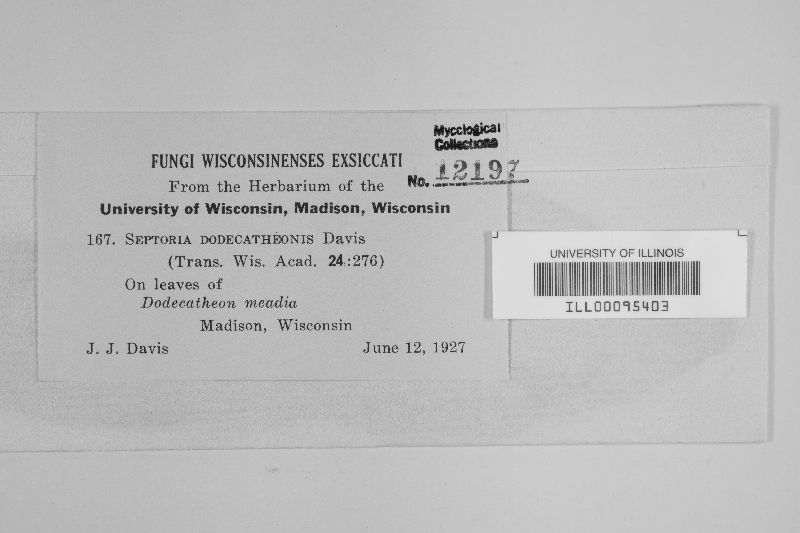 Mycological
Collections
No. 12197
FUNGI WISCONSINENSES EXSICCATI
From the Herbarium of the
University of Wisconsin, Madison, Wisconsin
167. SEPTORIA DODECATHEONIS Davis
(Trans. Wis. Acad. 24:276)
On leaves of
Dodecatheon meadia
Madison, Wisconsin
J. J. Davis June 12, 1927
UNIVERSITY OF ILLINOIS
ILL00095403